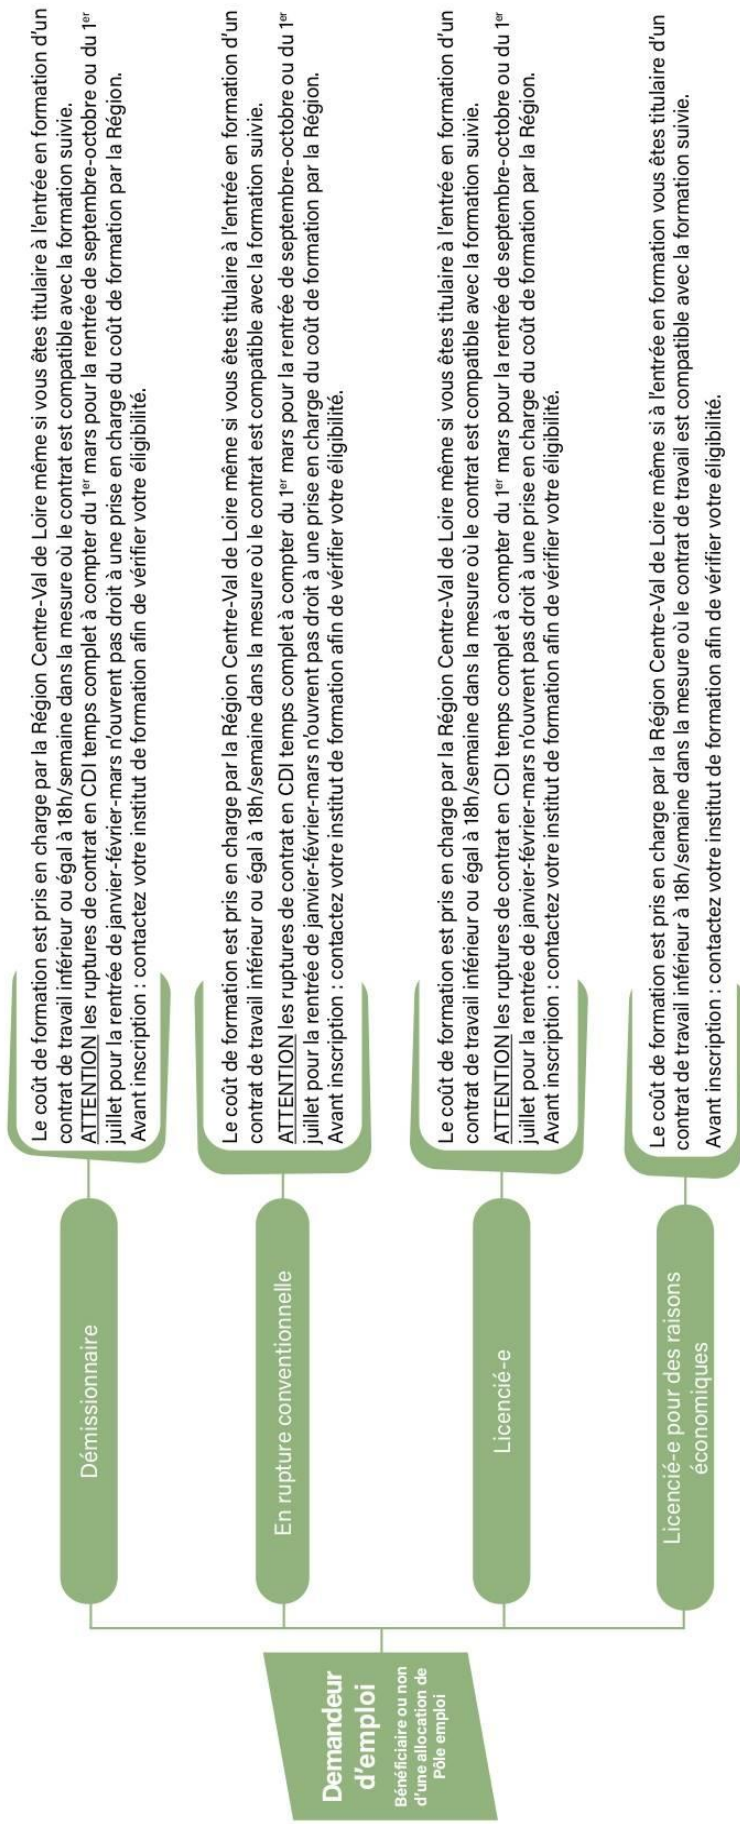 Demandeur
d'emploi
Bénéficiaire ou non
d'une allocation de
Pôle emploi
Démissionnaire
Le coût de formation est pris en charge par la Région Centre-Val de Loire même si vous êtes titulaire à l'entrée en formation d'un
contrat de travail inférieur ou égal à 18h/semaine dans la mesure où le contrat est compatible avec la formation suivie.
ATTENTION les ruptures de contrat en CDI temps complet à compter du 1er mars pour la rentrée de septembre-octobre ou du 1er
juillet pour la rentrée de janvier-février-mars n'ouvrent pas droit à une prise en charge du coût de formation par la Région.
Avant inscription : contactez votre institut de formation afin de vérifier votre éligibilité.
En rupture conventionnelle
Le coût de formation est pris en charge par la Région Centre-Val de Loire même si vous êtes titulaire à l'entrée en formation d'un
contrat de travail inférieur ou égal à 18h/semaine dans la mesure où le contrat est compatible avec la formation suivie.
ATTENTION les ruptures de contrat en CDI temps complet à compter du 1er mars pour la rentrée de septembre-octobre ou du 1er
juillet pour la rentrée de janvier-février-mars n'ouvrent pas droit à une prise en charge du coût de formation par la Région.
Avant inscription : contactez votre institut de formation afin de vérifier votre éligibilité.
Licencié-e
Le coût de formation est pris en charge par la Région Centre-Val de Loire même si vous êtes titulaire à l'entrée en formation d'un
contrat de travail inférieur ou égal à 18h/semaine dans la mesure où le contrat est compatible avec la formation suivie.
ATTENTION les ruptures de contrat en CDI temps complet à compter du 1er mars pour la rentrée de septembre-octobre ou du 1er
juillet pour la rentrée de janvier-février-mars n'ouvrent pas droit à une prise en charge du coût de formation par la Région.
Avant inscription : contactez votre institut de formation afin de vérifier votre éligibilité.
Licencié-e pour des raisons
économiques
Le coût de formation est pris en charge par la Région Centre-Val de Loire même si à l'entrée en formation vous êtes titulaire d'un
contrat de travail inférieur à 18h/semaine dans la mesure où le contrat de travail est compatible avec la formation suivie.
Avant inscription : contactez votre institut de formation afin de vérifier votre éligibilité.